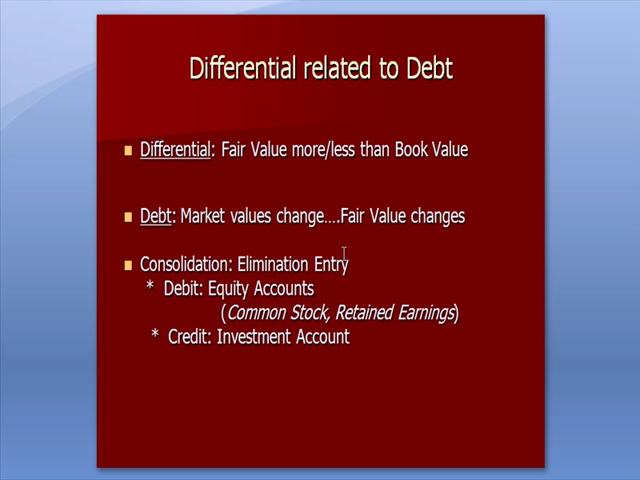 Differential related to Debt
Differential: Fair Value more/less than Book Value
Debt: Market values change....Fair Value changes
Consolidation: Elimination Entry
* Debit: Equity Accounts
(Common Stock, Retained Earnings)
* Credit: Investment Account